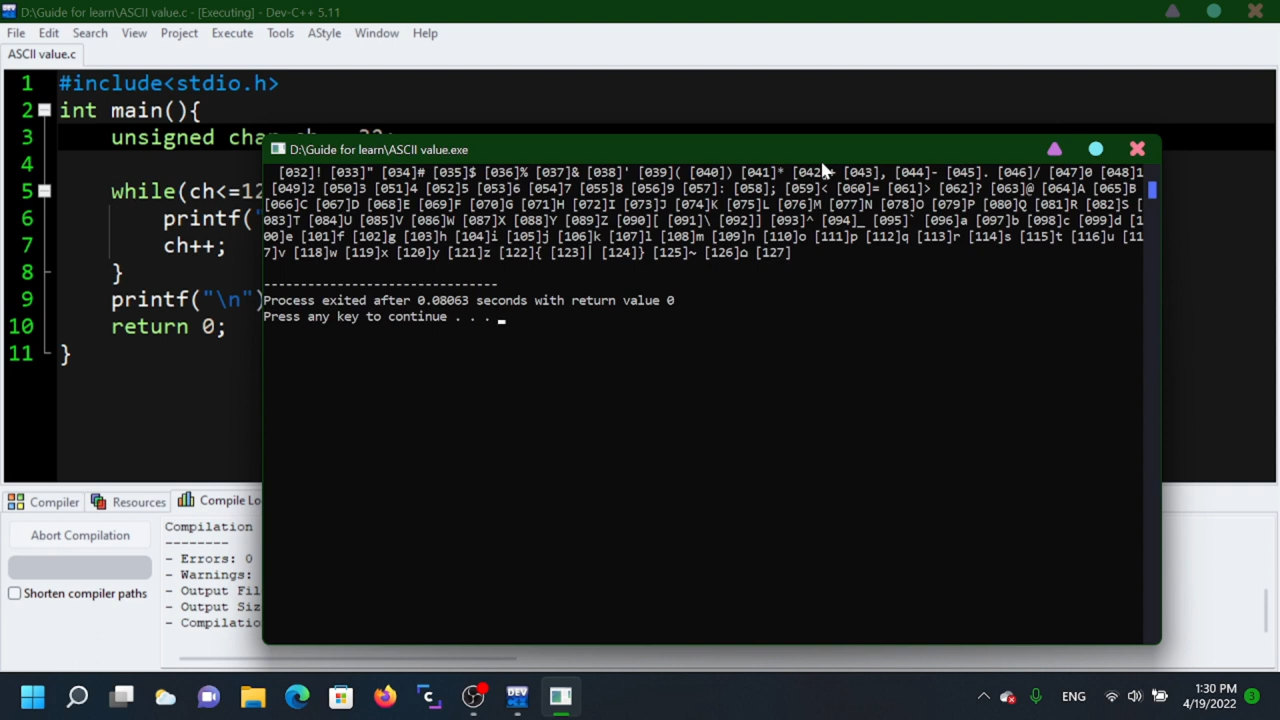 D:\Guide for learn\ASCII value.c - [Executing] - Dev-C++ 5.11
File Edit Search View Project Execute Tools AStyle Window Help
ASCII value.c
1 #include<stdio.h>
2 int main(){
3 unsigned char
4
5 while(ch<=12
6 printf("
7 ch++;
8 }
9 printf("\n")
10 return 0;
11 }
D:\Guide for learn\ASCII value.exe
[032]! [033]" [034]# [035]$ [036]% [037]& [038]' [039]( [040]) [041]* [042]+ [043], [044]- [045]. [046]/ [047]0 [048]1
[049]2 [050]3 [051]4 [052]5 [053]6 [054]7 [055]8 [056]9 [057]: [058]; [059]< [060]= [061]> [062]? [063]@ [064]A [065]B
[066]C [067]D [068]E [069]F [070]G [071]H [072]I [073]J [074]K [075]L [076]M [077]N [078]O [079]P [080]Q [081]R [082]S [
083]T [084]U [085]V [086]W [087]X [088]Y [089]Z [090][ [091]\ [092]] [093]^ [094]_ [095]` [096]a [097]b [098]c [099]d [1
00]e [101]f [102]g [103]h [104]i [105]j [106]k [107]l [108]m [109]n [110]o [111]p [112]q [113]r [114]s [115]t [116]u [11
7]v [118]w [119]x [120]y [121]z [122]{ [123]| [124]} [125]~ [126]⌂ [127]
--------------------------------
Process exited after 0.08063 seconds with return value 0
Press any key to continue . . .
Compiler Resources Compile Lo
Abort Compilation
Shorten compiler paths
Compilation
--------
- Errors: 0
- Warnings:
- Output Fil
- Output Siz
- Compilatio
DEV
ENG
1:30 PM
4/19/2022
3